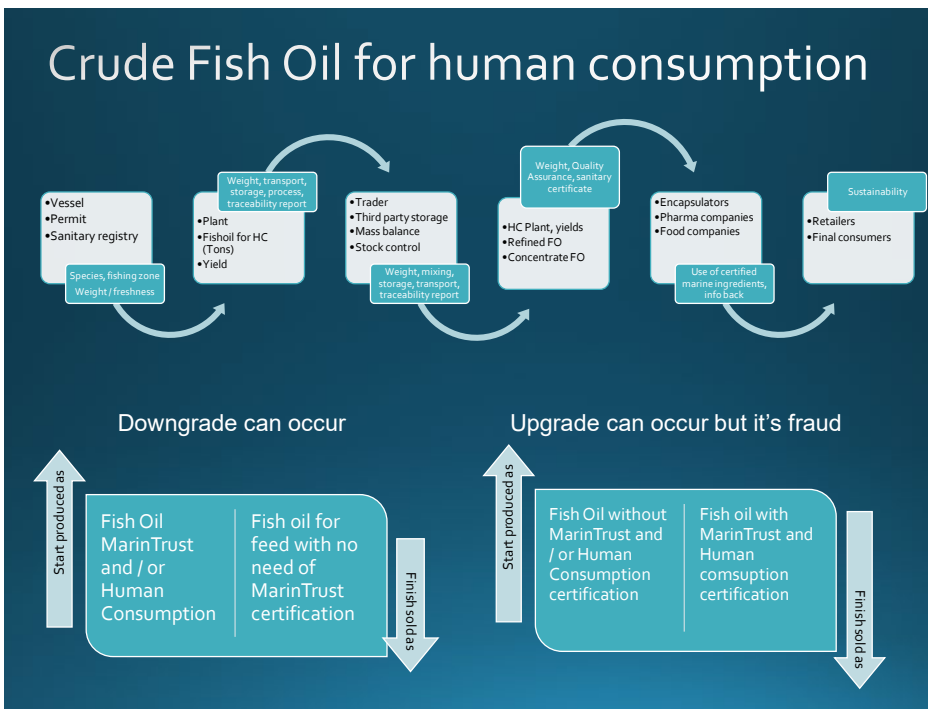 Crude Fish Oil for human consumption
•Vessel
•Permit
•Sanitary registry
Species, fishing zone
Weight / freshness
Weight, transport,
storage, process,
traceability report
•Plant
•Fishoil for HC
(Tons)
•Yield
•Trader
•Third party storage
•Mass balance
•Stock control
Weight, mixing,
storage, transport,
traceability report
Weight, Quality
Assurance, sanitary
certificate
•HC Plant, yields
•Refined FO
•Concentrate FO
•Encapsulators
•Pharma companies
•Food companies
Use of certified
marine ingredients,
info back
Sustainability
•Retailers
•Final consumers
Downgrade can occur
Start produced as
Fish Oil
MarinTrust
and / or
Human
Consumption
Fish oil for
feed with no
need of
MarinTrust
certification
Finish sold as
Upgrade can occur but it's fraud
Start produced as
Fish Oil without
MarinTrust and
/ or Human
Consumption
certification
Fish oil with
MarinTrust and
Human
comsuption
certification
Finish sold as